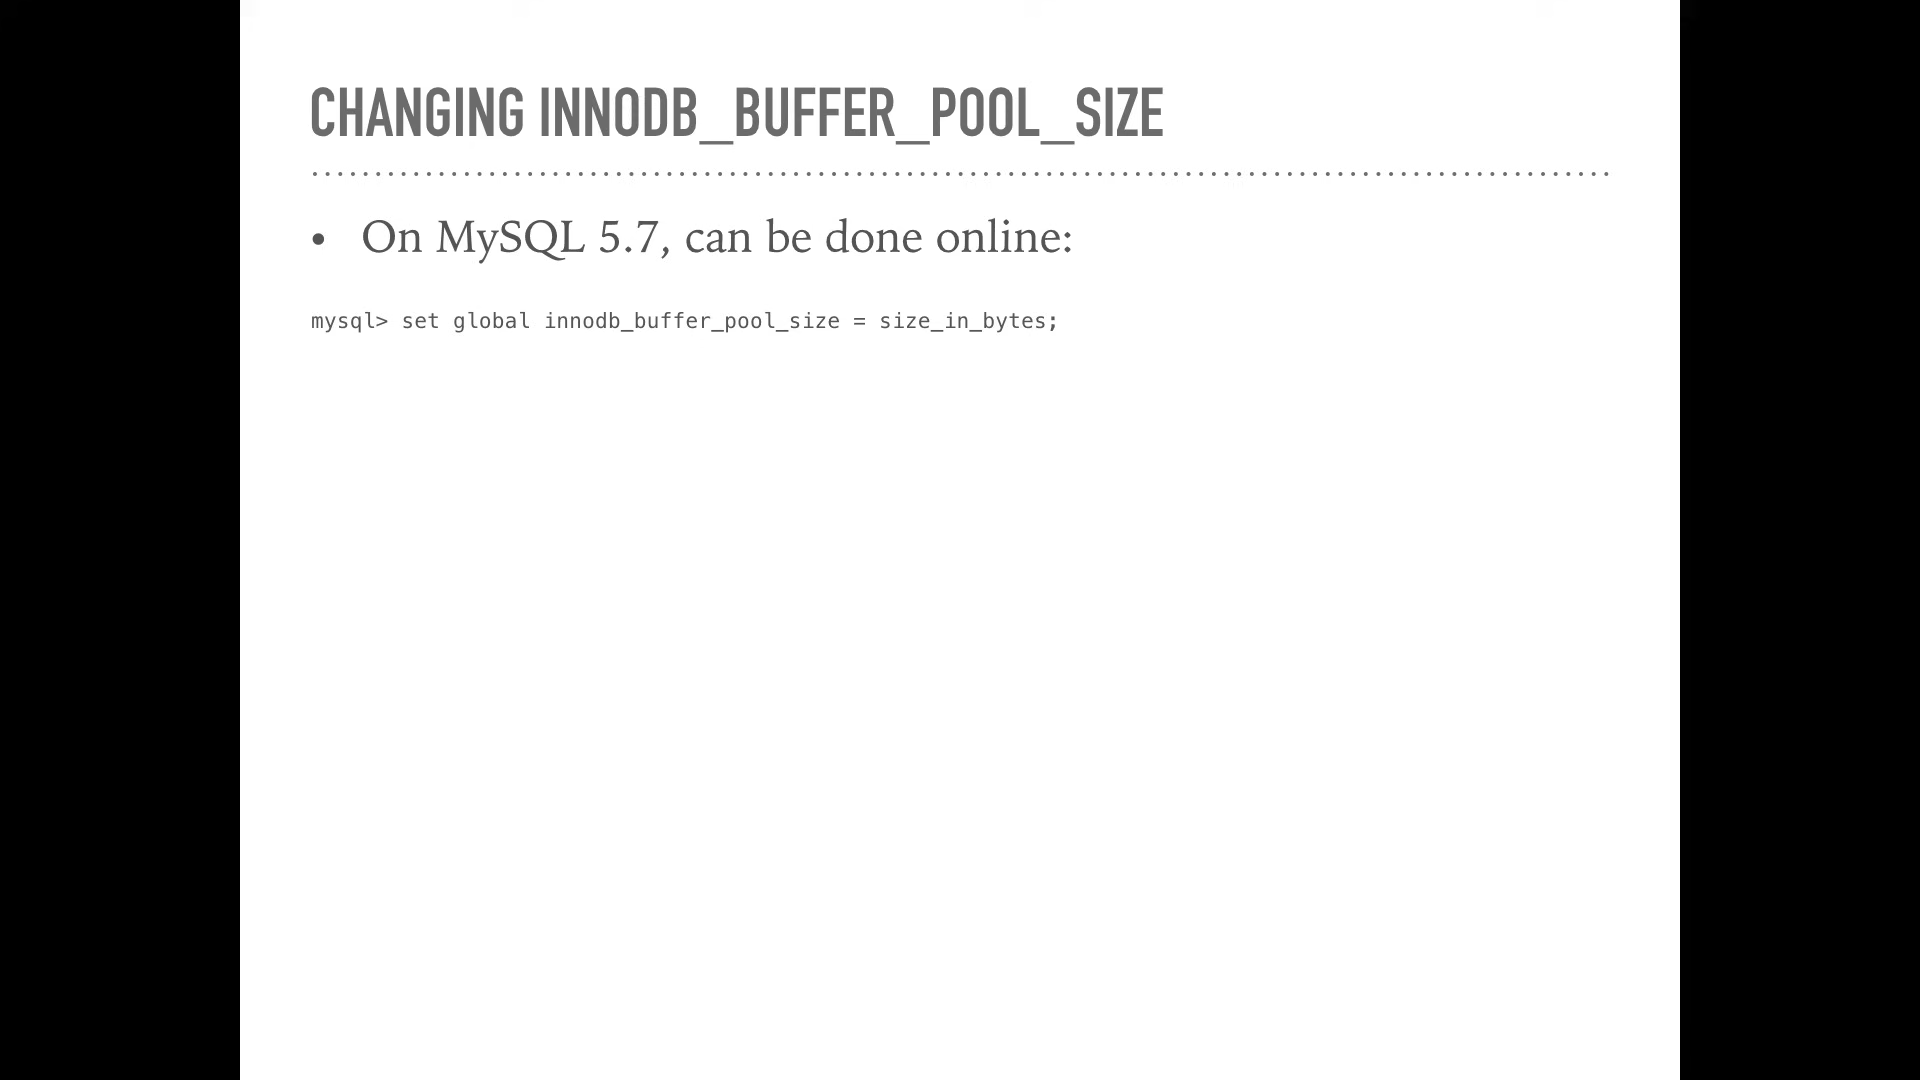 CHANGING INNODB_BUFFER_POOL_SIZE
• On MySQL 5.7, can be done online:
mysql> set global innodb_buffer_pool_size = size_in_bytes;